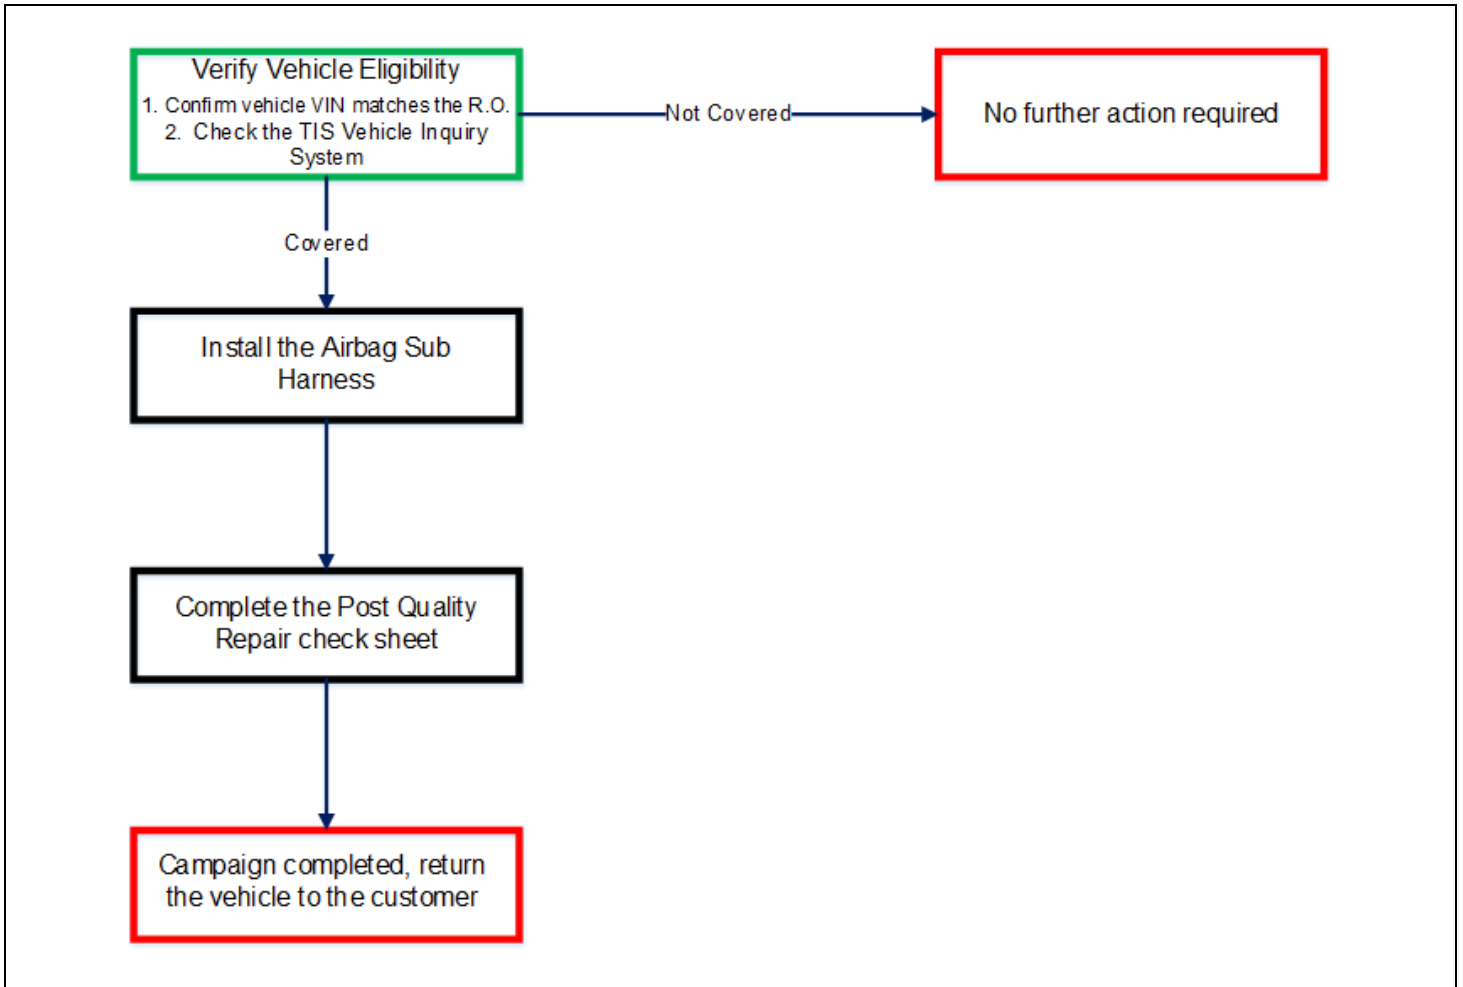 Verify Vehicle Eligibility
1. Confirm vehicle VIN matches the R.O.
2. Check the TIS Vehicle Inquiry
System
Not Covered
No further action required
Covered
Install the Airbag Sub
Harness
Complete the Post Quality
Repair check sheet
Campaign completed, return
the vehicle to the customer